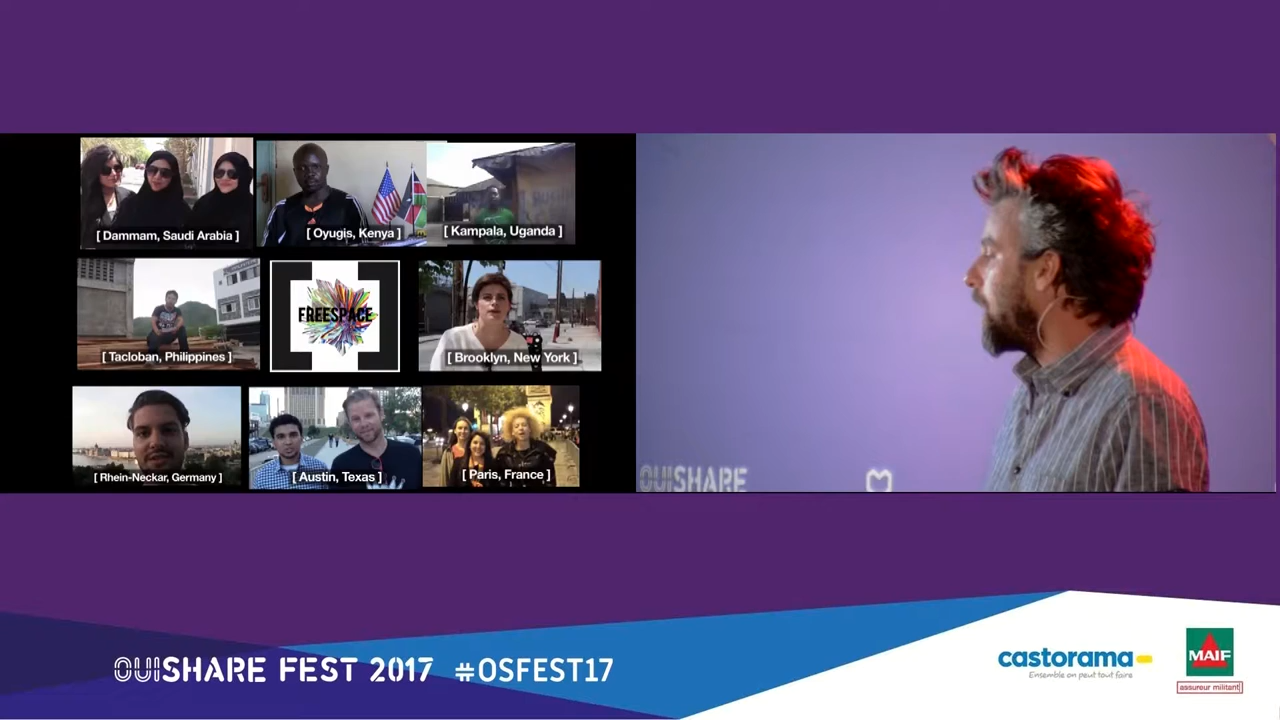 [ Dammam, Saudi Arabia ]
[ Oyugis, Kenya ]
[ Kampala, Uganda ]
[ Tacloban, Philippines ]
FREESPACE
[ Brooklyn, New York ]
[ Rhein-Neckar, Germany ]
[ Austin, Texas ]
[ Paris, France ]
OUISHARE
OUISHARE FEST 2017 #OSFEST17
castorama
Ensemble on peut tout faire
MAIF
assureur militant